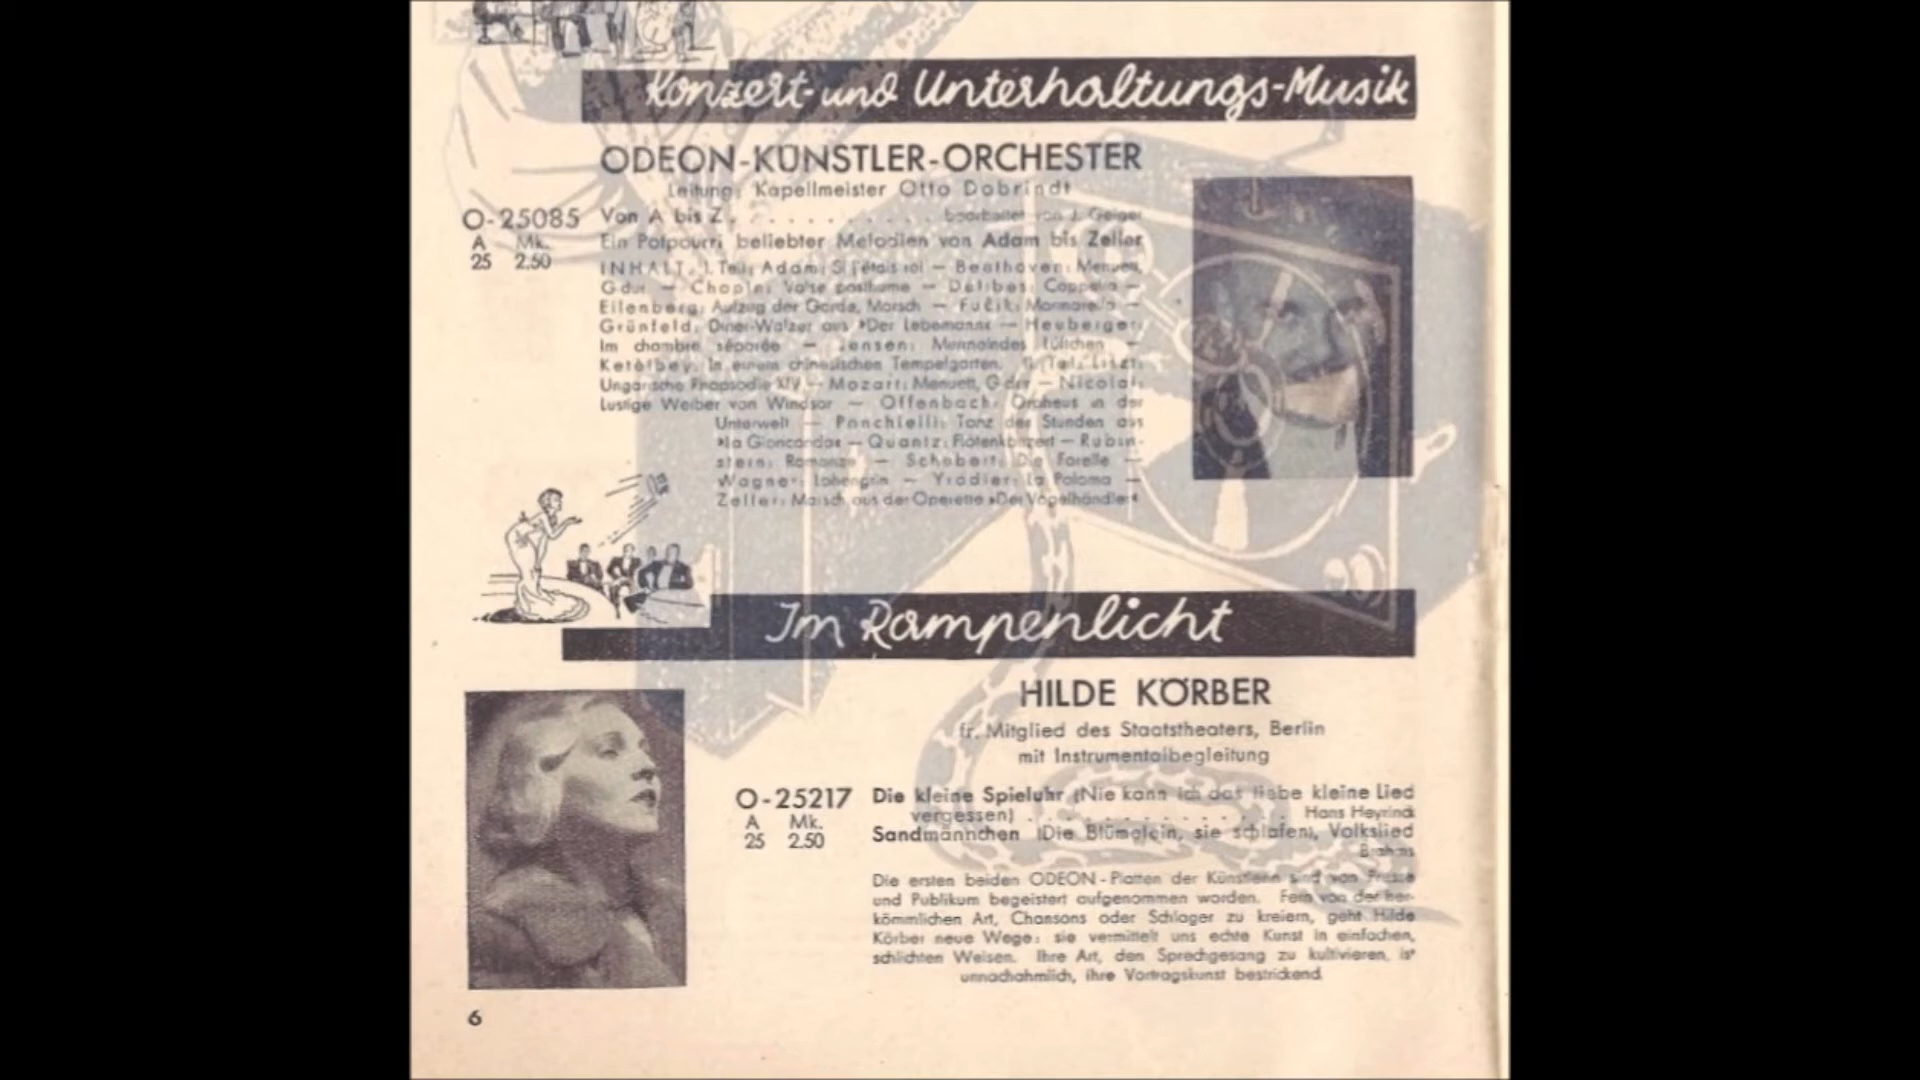 Konzert- und Unterhaltungs-Musik
ODEON-KÜNSTLER-ORCHESTER
Leitung: Kapellmeister Otto Dobrindt
O-25085 Von A bis Z . . . . . . . . . . . bearbeitet von J. Geiger
A Mk.
25 2.50
Ein Potpourri beliebter Melodien von Adam bis Zeller
INHALT. I. Teil: Adam: Si j'étais roi — Beethoven: Menuett,
G dur — Chopin: Valse posthume — Délibes: Coppelia —
Eilenberg: Aufzug der Garde, Marsch — Fučik: Marinarella —
Grünfeld: Diner-Walzer aus »Der Lebemann« — Heuberger:
Im chambre séparée — Jensen: Murmelndes Lüftchen —
Ketèlbey: In einem chinesischen Tempelgarten. II. Teil: Liszt:
Ungarische Rhapsodie XIV — Mozart: Menuett, G dur — Nicolai:
Lustige Weiber von Windsor — Offenbach: Orpheus in der
Unterwelt — Ponchielli: Tanz der Stunden aus
»la Gioconda« — Quantz: Flötenkonzert — Rubin-
stein: Romanze — Schubert: Die Forelle —
Wagner: Lohengrin — Yradier: La Paloma —
Zeller: Marsch aus der Operette »Der Vogelhändler«
Im Rampenlicht
HILDE KÖRBER
fr. Mitglied des Staatstheaters, Berlin
mit Instrumentalbegleitung
O-25217 Die kleine Spieluhr (Nie kann ich das liebe kleine Lied
A Mk.
25 2.50
vergessen) . . . . . . . . . . . . Hans Heyrinck
Sandmännchen (Die Blümelein, sie schlafen), Volkslied
Brahms
Die ersten beiden ODEON-Platten der Künstlerin sind von Presse
und Publikum begeistert aufgenommen worden. Fern von der her-
kömmlichen Art, Chansons oder Schlager zu kreiern, geht Hilde
Körber neue Wege: sie vermittelt uns echte Kunst in einfachen,
schlichten Weisen. Ihre Art, den Sprechgesang zu kultivieren, ist
unnachahmlich, ihre Vortragskunst bestrickend.
6